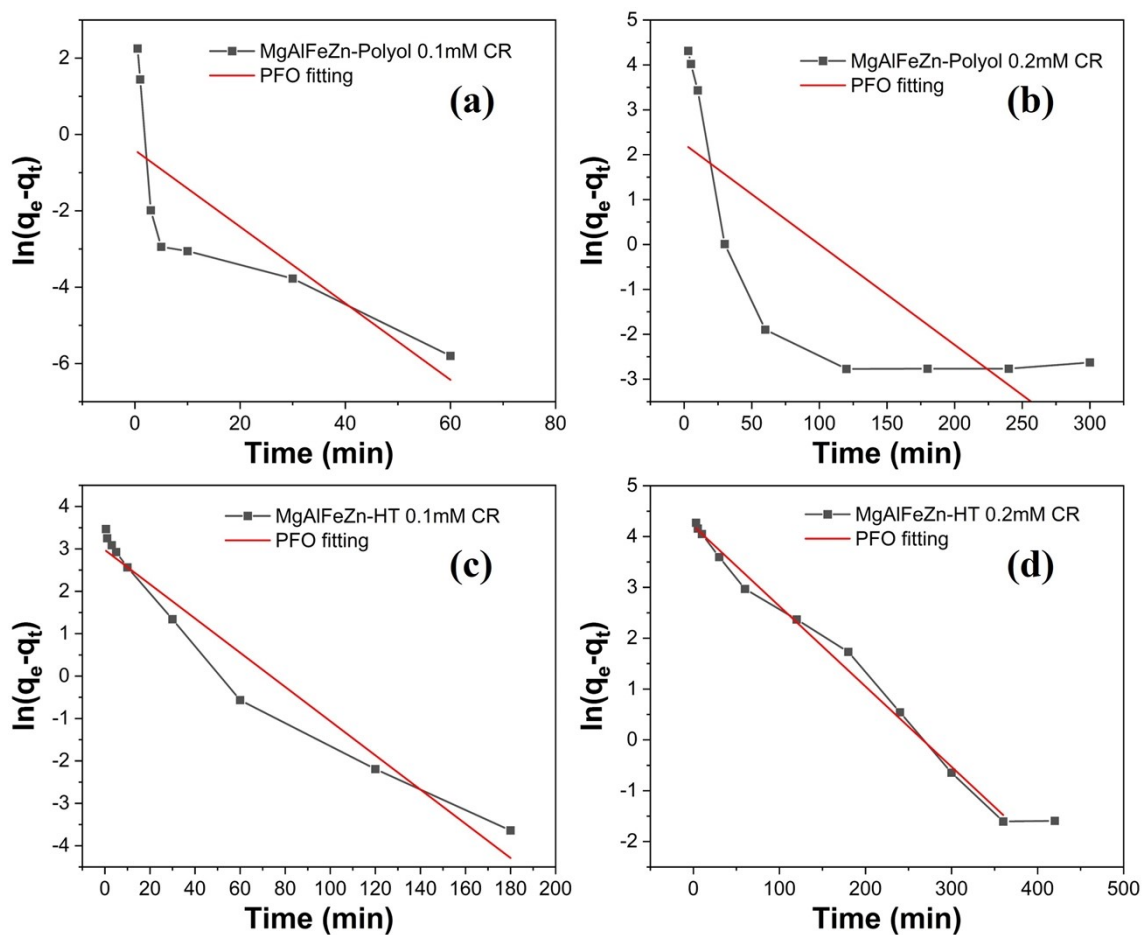 MgAlFeZn-Polyol 0.1mM CR
PFO fitting
(a)
2
0
-2
-4
-6
ln(qe-qt)
0 20 40 60 80
Time (min)
MgAlFeZn-Polyol 0.2mM CR
PFO fitting
(b)
5
4
3
2
1
0
-1
-2
-3
ln(qe-qt)
0 50 100 150 200 250 300
Time (min)
MgAlFeZn-HT 0.1mM CR
PFO fitting
(c)
4
3
2
1
0
-1
-2
-3
-4
ln(qe-qt)
0 20 40 60 80 100 120 140 160 180 200
Time (min)
MgAlFeZn-HT 0.2mM CR
PFO fitting
(d)
5
4
3
2
1
0
-1
-2
ln(qe-qt)
0 100 200 300 400 500
Time (min)